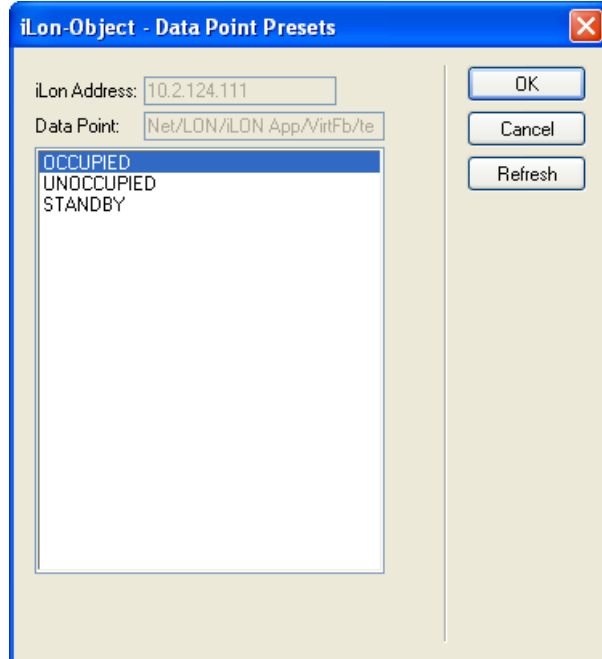 iLon-Object - Data Point Presets
iLon Address: 10.2.124.111
Data Point: Net/LON/iLON App/VirtFb/te
OCCUPIED
UNOCCUPIED
STANDBY
OK
Cancel
Refresh